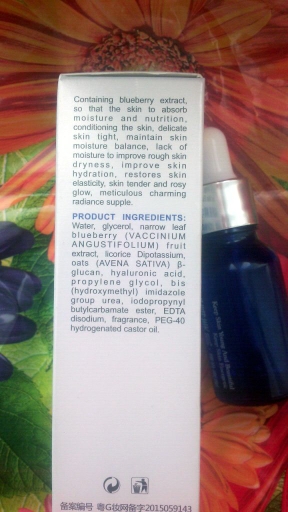 Containing blueberry extract,
so that the skin to absorb
moisture and nutrition,
conditioning the skin, delicate
skin tight, maintain skin
moisture balance, lack of
moisture to improve rough skin
dryness, improve skin
hydration, restores skin
elasticity, skin tender and rosy
glow, meticulous charming
radiance supple.
PRODUCT INGREDIENTS:
Water, glycerol, narrow leaf
blueberry (VACCINIUM
ANGUSTIFOLIUM) fruit
extract, licorice Dipotassium,
oats (AVENA SATIVA) β-
glucan, hyaluronic acid,
propylene glycol, bis
(hydroxymethyl) imidazole
group urea, iodopropynyl
butylcarbamate ester, EDTA
disodium, fragrance, PEG-40
hydrogenated castor oil.
备案编号 粤G妆网备字2015059143